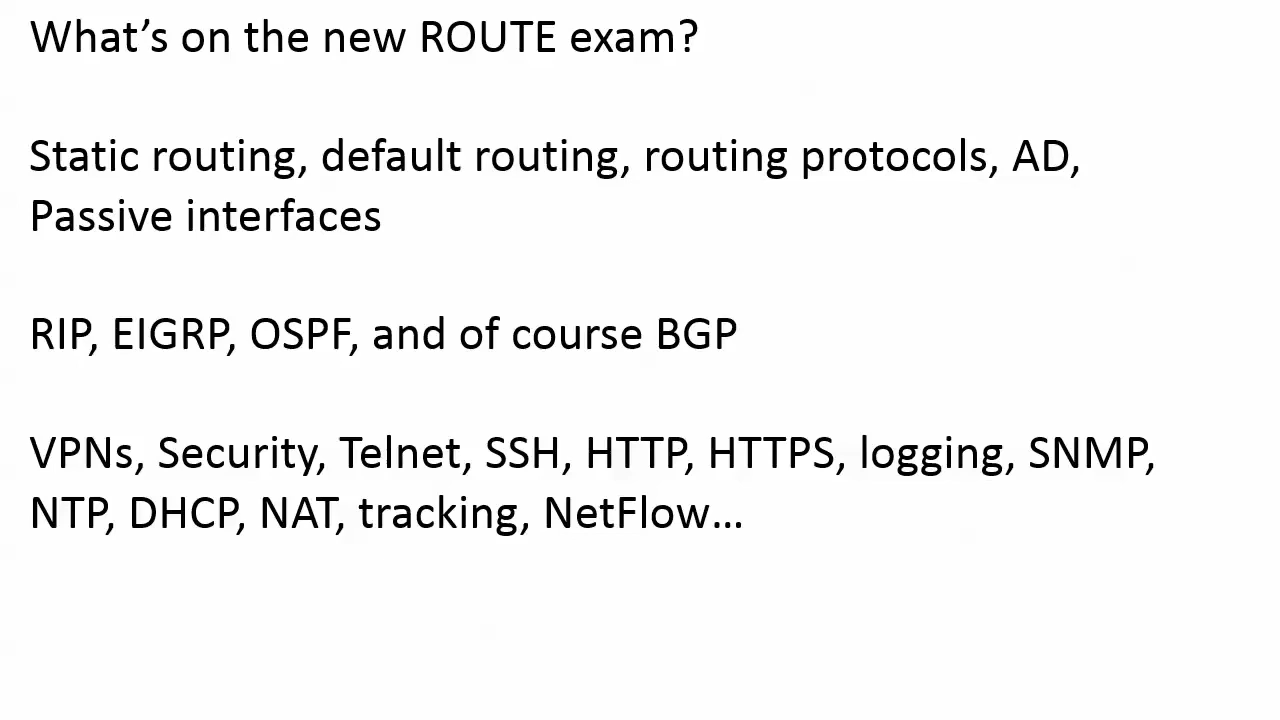 What’s on the new ROUTE exam?
Static routing, default routing, routing protocols, AD,
Passive interfaces
RIP, EIGRP, OSPF, and of course BGP
VPNs, Security, Telnet, SSH, HTTP, HTTPS, logging, SNMP,
NTP, DHCP, NAT, tracking, NetFlow…